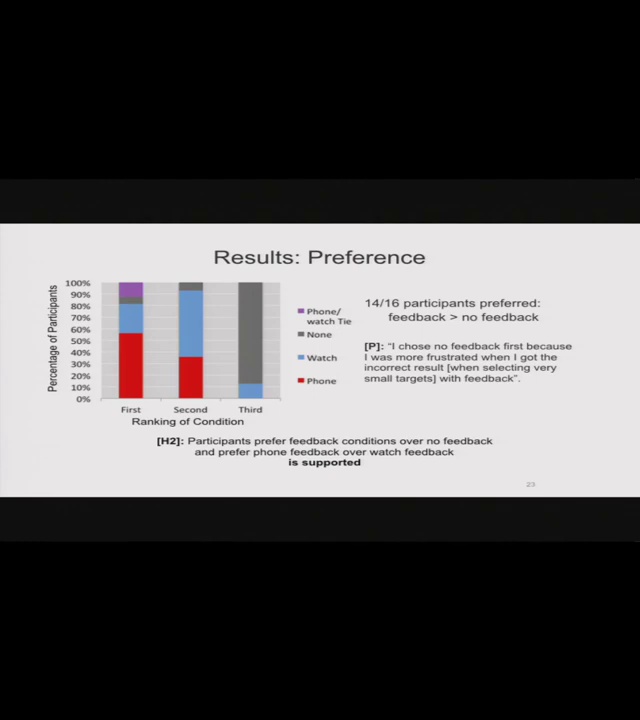 Results: Preference
Percentage of Participants
100%
90%
80%
70%
60%
50%
40%
30%
20%
10%
0%
First
Second
Third
Ranking of Condition
Phone/
watch Tie
None
Watch
Phone
14/16 participants preferred:
feedback > no feedback
[P]: “I chose no feedback first because
I was more frustrated when I got the
incorrect result [when selecting very
small targets] with feedback”.
[H2]: Participants prefer feedback conditions over no feedback
and prefer phone feedback over watch feedback
is supported
23